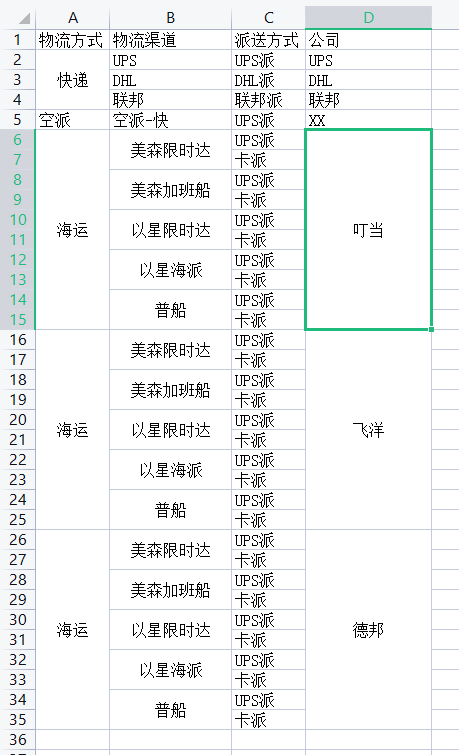 A B C D
1 物流方式 物流渠道 派送方式 公司
2 UPS UPS派 UPS
3 快递 DHL DHL派 DHL
4 联邦 联邦派 联邦
5 空派 空派-快 UPS派 XX
6 美森限时达 UPS派
7 卡派
8 美森加班船 UPS派
9 卡派
10 海运 以星限时达 UPS派 叮当
11 卡派
12 以星海派 UPS派
13 卡派
14 普船 UPS派
15 卡派
16 美森限时达 UPS派
17 卡派
18 美森加班船 UPS派
19 卡派
20 海运 以星限时达 UPS派 飞洋
21 卡派
22 以星海派 UPS派
23 卡派
24 普船 UPS派
25 卡派
26 美森限时达 UPS派
27 卡派
28 美森加班船 UPS派
29 卡派
30 海运 以星限时达 UPS派 德邦
31 卡派
32 以星海派 UPS派
33 卡派
34 普船 UPS派
35 卡派
36